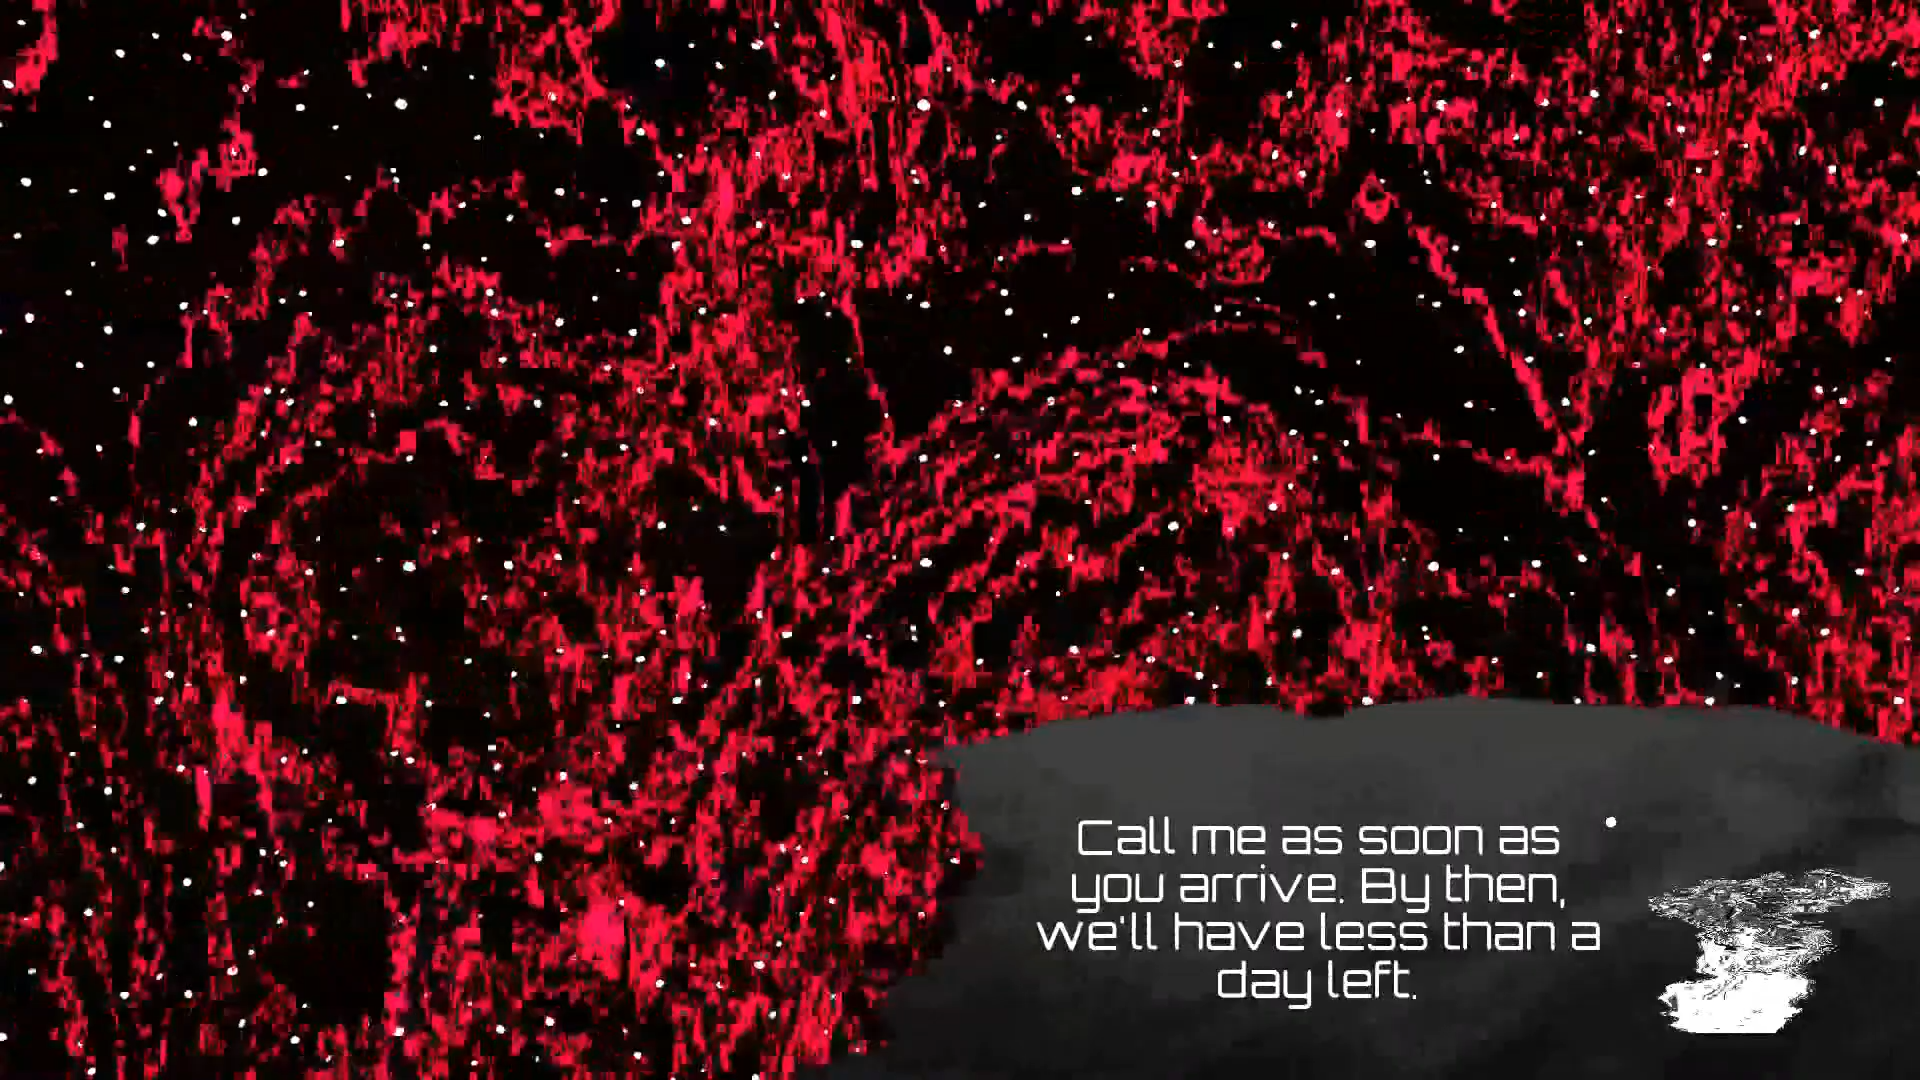 Call me as soon as
you arrive. By then,
we'll have less than a
day left.